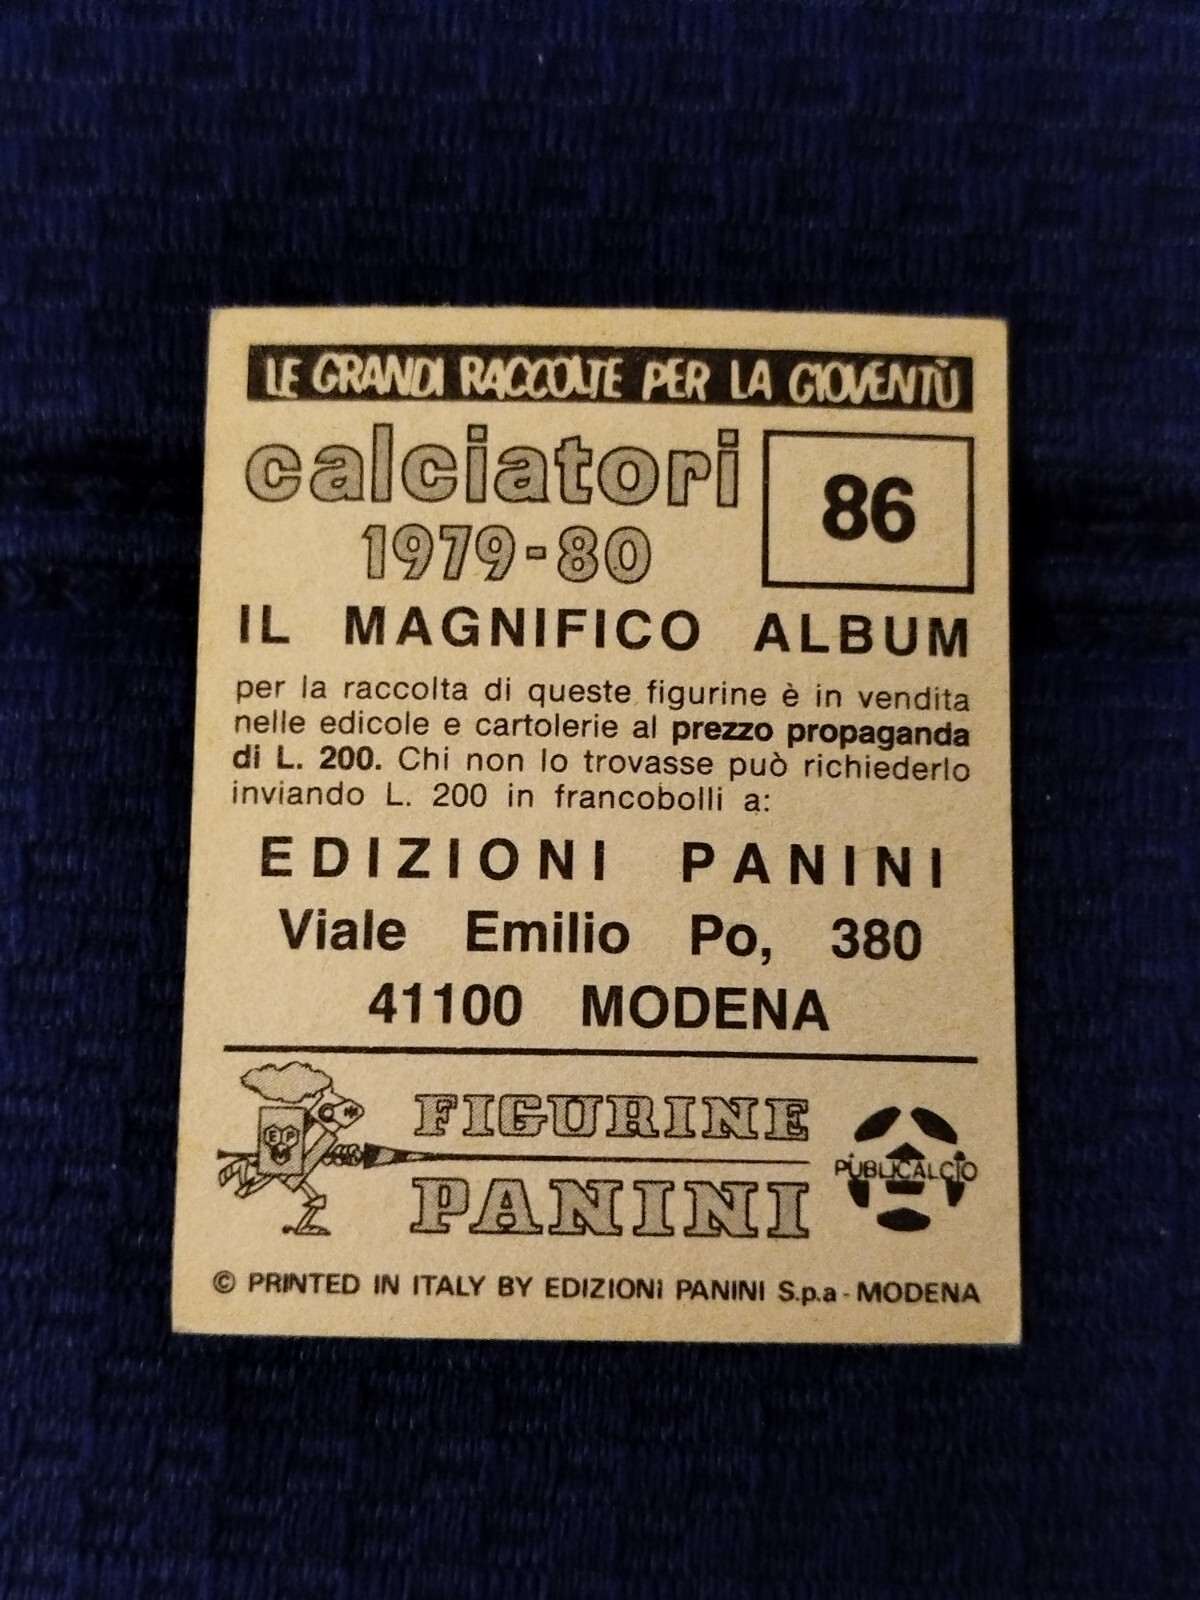 LE GRANDI RACCOLTE PER LA GIOVENTÙ
calciatori
1979-80
86
IL MAGNIFICO ALBUM
per la raccolta di queste figurine è in vendita
nelle edicole e cartolerie al prezzo propaganda
di L. 200. Chi non lo trovasse può richiederlo
inviando L. 200 in francobolli a:
EDIZIONI PANINI
Viale Emilio Po, 380
41100 MODENA
EPM
FIGURINE
PANINI
PUBLICALCIO
© PRINTED IN ITALY BY EDIZIONI PANINI S.p.a - MODENA